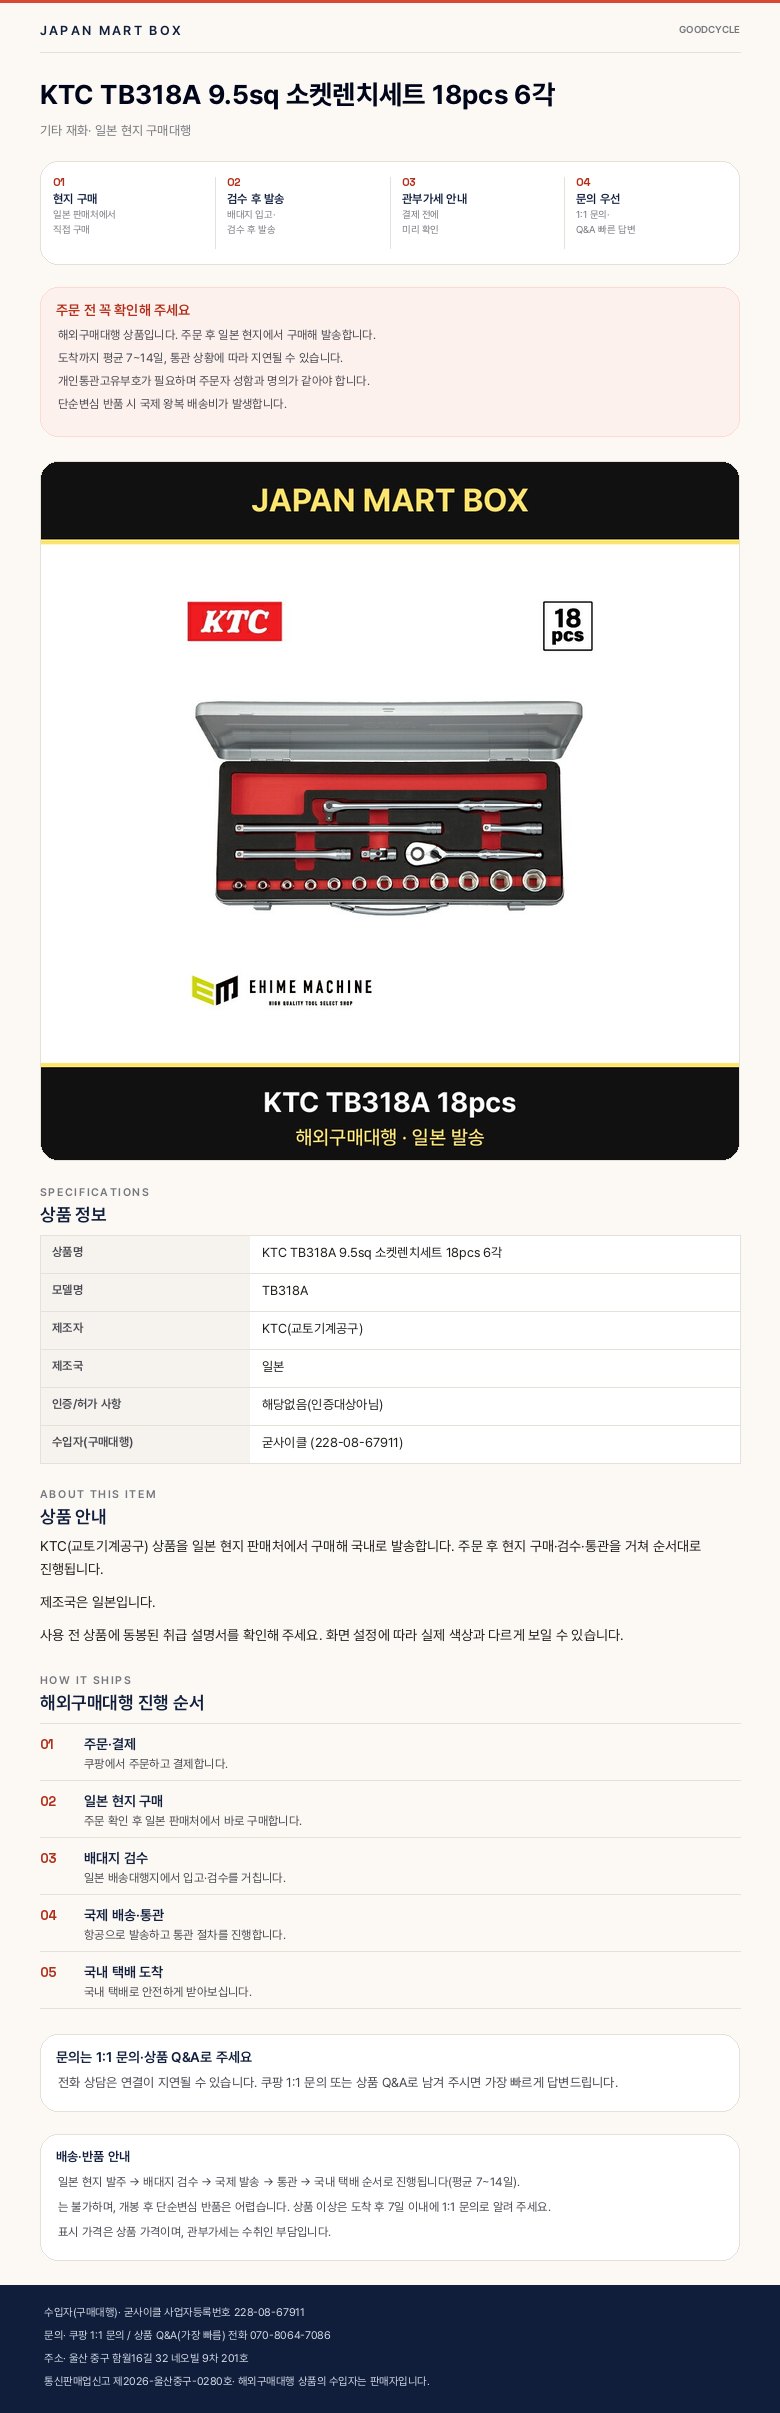 JAPAN MART BOX
GOODCYCLE
KTC TB318A 9.5sq 소켓렌치세트 18pcs 6각
기타 재화· 일본 현지 구매대행
01
현지 구매
일본 판매처에서
직접 구매
02
검수 후 발송
배대지 입고·
검수 후 발송
03
관부가세 안내
결제 전에
미리 확인
04
문의 우선
1:1 문의·
Q&A 빠른 답변
주문 전 꼭 확인해 주세요
해외구매대행 상품입니다. 주문 후 일본 현지에서 구매해 발송합니다.
도착까지 평균 7~14일, 통관 상황에 따라 지연될 수 있습니다.
개인통관고유부호가 필요하며 주문자 성함과 명의가 같아야 합니다.
단순변심 반품 시 국제 왕복 배송비가 발생합니다.
JAPAN MART BOX
KTC
18
pcs
EM EHIME MACHINE
HIGH QUALITY TOOL SELECT SHOP
KTC TB318A 18pcs
해외구매대행 · 일본 발송
SPECIFICATIONS
상품 정보
상품명 KTC TB318A 9.5sq 소켓렌치세트 18pcs 6각
모델명 TB318A
제조자 KTC(교토기계공구)
제조국 일본
인증/허가 사항 해당없음(인증대상아님)
수입자(구매대행) 굳사이클 (228-08-67911)
ABOUT THIS ITEM
상품 안내
KTC(교토기계공구) 상품을 일본 현지 판매처에서 구매해 국내로 발송합니다. 주문 후 현지 구매·검수·통관을 거쳐 순서대로
진행됩니다.
제조국은 일본입니다.
사용 전 상품에 동봉된 취급 설명서를 확인해 주세요. 화면 설정에 따라 실제 색상과 다르게 보일 수 있습니다.
HOW IT SHIPS
해외구매대행 진행 순서
01 주문·결제
쿠팡에서 주문하고 결제합니다.
02 일본 현지 구매
주문 확인 후 일본 판매처에서 바로 구매합니다.
03 배대지 검수
일본 배송대행지에서 입고·검수를 거칩니다.
04 국제 배송·통관
항공으로 발송하고 통관 절차를 진행합니다.
05 국내 택배 도착
국내 택배로 안전하게 받아보십니다.
문의는 1:1 문의·상품 Q&A로 주세요
전화 상담은 연결이 지연될 수 있습니다. 쿠팡 1:1 문의 또는 상품 Q&A로 남겨 주시면 가장 빠르게 답변드립니다.
배송·반품 안내
일본 현지 발주 → 배대지 검수 → 국제 발송 → 통관 → 국내 택배 순서로 진행됩니다(평균 7~14일).
는 불가하며, 개봉 후 단순변심 반품은 어렵습니다. 상품 이상은 도착 후 7일 이내에 1:1 문의로 알려 주세요.
표시 가격은 상품 가격이며, 관부가세는 수취인 부담입니다.
수입자(구매대행)· 굳사이클 사업자등록번호 228-08-67911
문의· 쿠팡 1:1 문의 / 상품 Q&A(가장 빠름) 전화 070-8064-7086
주소· 울산 중구 함월16길 32 네오빌 9차 201호
통신판매업신고 제2026-울산중구-0280호· 해외구매대행 상품의 수입자는 판매자입니다.